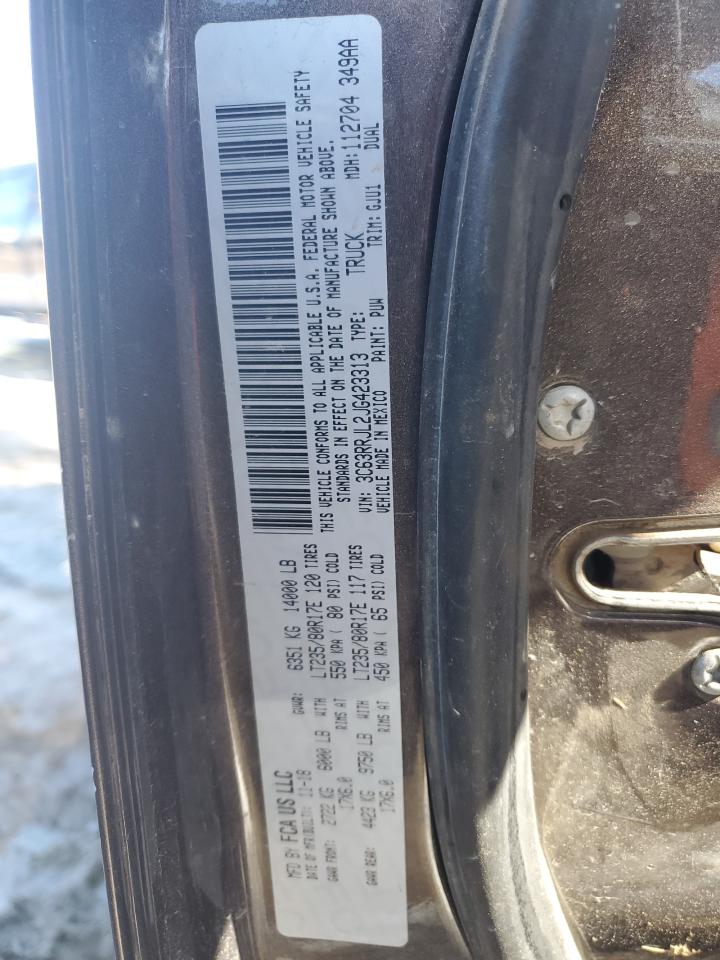 MFD BY FCA US LLC
DATE OF MFR/BUILT: 11-18 GVWR: 6351 KG 14000 LB
GAWR FRONT: 2722 KG 6000 LB WITH LT235/80R17E 120 TIRES
17X6.0 RIMS AT 550 KPA ( 80 PSI) COLD
GAWR REAR: 4423 KG 9750 LB WITH LT235/80R17E 117 TIRES
17X6.0 RIMS AT 450 KPA ( 65 PSI) COLD
THIS VEHICLE CONFORMS TO ALL APPLICABLE U.S.A. FEDERAL MOTOR VEHICLE SAFETY
STANDARDS IN EFFECT ON THE DATE OF MANUFACTURE SHOWN ABOVE.
VIN: 3C63RRJL2JG423313 TYPE: TRUCK MDH: 112704 349AA
VEHICLE MADE IN MEXICO PAINT: PUW TRIM: GJV1 DUAL